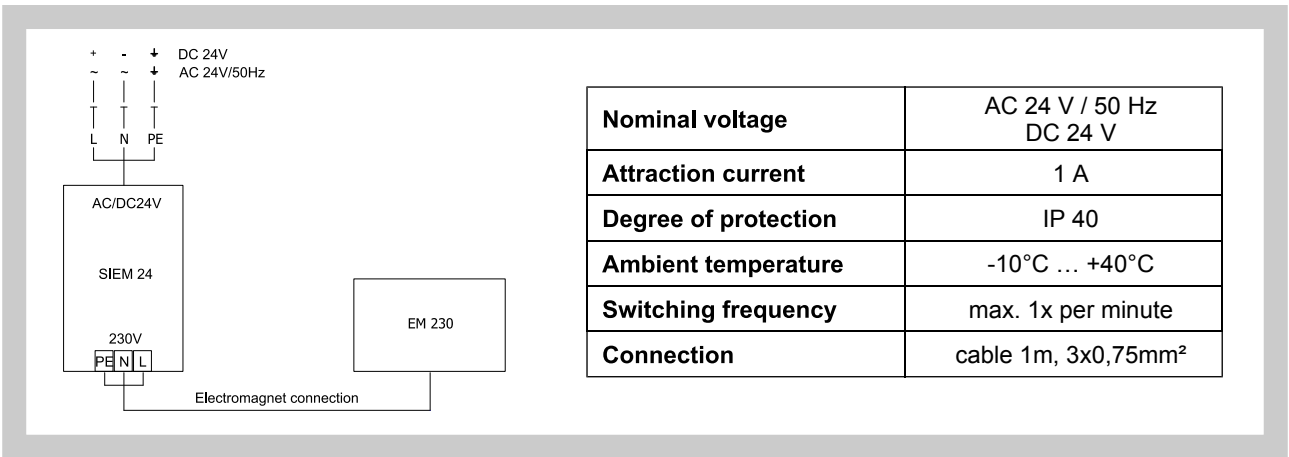 + - ⏚ DC 24V
~ ~ ⏚ AC 24V/50Hz
L N PE
AC/DC24V
SIEM 24
230V
PE N L
EM 230
Electromagnet connection
Nominal voltage AC 24 V / 50 Hz
DC 24 V
Attraction current 1 A
Degree of protection IP 40
Ambient temperature -10°C … +40°C
Switching frequency max. 1x per minute
Connection cable 1m, 3x0,75mm²